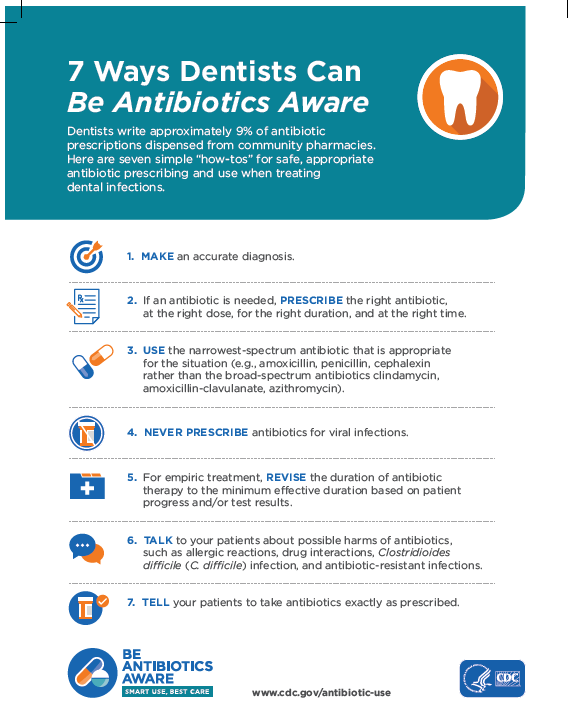 7 Ways Dentists Can
Be Antibiotics Aware
Dentists write approximately 9% of antibiotic
prescriptions dispensed from community pharmacies.
Here are seven simple “how-tos” for safe, appropriate
antibiotic prescribing and use when treating
dental infections.
1. MAKE an accurate diagnosis.
2. If an antibiotic is needed, PRESCRIBE the right antibiotic,
at the right dose, for the right duration, and at the right time.
3. USE the narrowest-spectrum antibiotic that is appropriate
for the situation (e.g., amoxicillin, penicillin, cephalexin
rather than the broad-spectrum antibiotics clindamycin,
amoxicillin-clavulanate, azithromycin).
4. NEVER PRESCRIBE antibiotics for viral infections.
5. For empiric treatment, REVISE the duration of antibiotic
therapy to the minimum effective duration based on patient
progress and/or test results.
6. TALK to your patients about possible harms of antibiotics,
such as allergic reactions, drug interactions, Clostridioides
difficile (C. difficile) infection, and antibiotic-resistant infections.
7. TELL your patients to take antibiotics exactly as prescribed.
BE
ANTIBIOTICS
AWARE
SMART USE, BEST CARE
www.cdc.gov/antibiotic-use
CDC